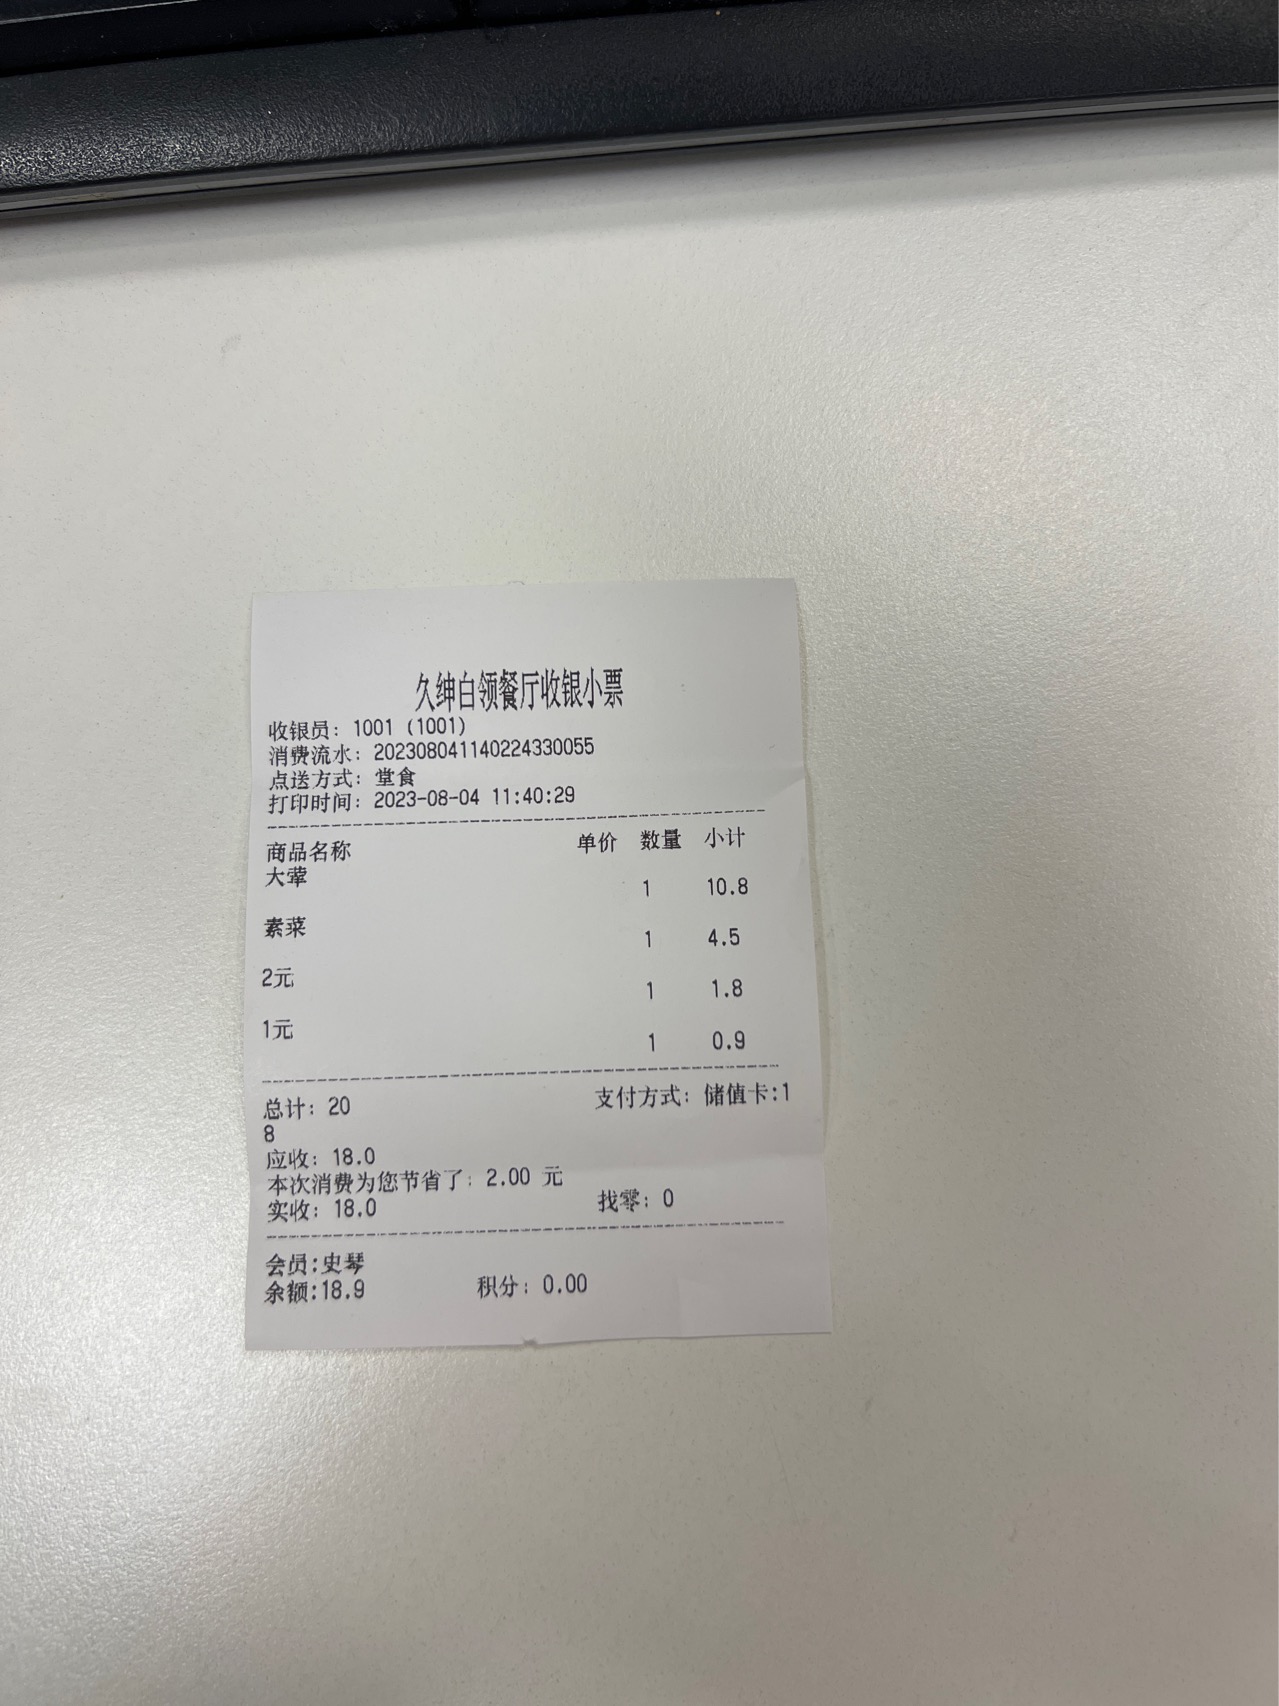 久绅白领餐厅收银小票
收银员: 1001 (1001)
消费流水: 202308041140224330055
点送方式: 堂食
打印时间: 2023-08-04 11:40:29
商品名称 单价 数量 小计
大荤
1 10.8
素菜
1 4.5
2元
1 1.8
1元
1 0.9
总计: 20 支付方式: 储值卡:1
8
应收: 18.0
本次消费为您节省了: 2.00 元
实收: 18.0 找零: 0
会员:史琴
余额:18.9 积分: 0.00